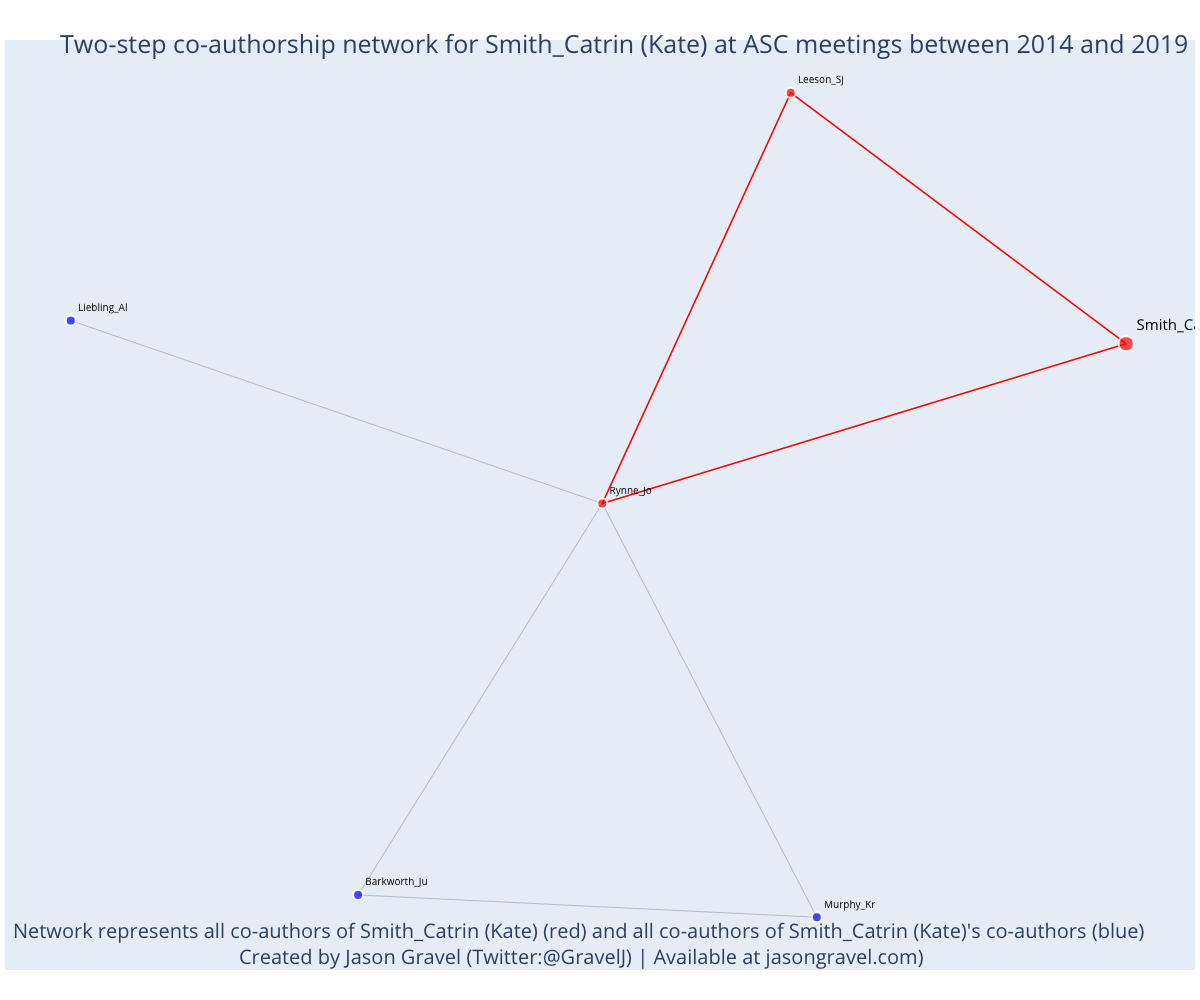 Two-step co-authorship network for Smith_Catrin (Kate) at ASC meetings between 2014 and 2019
Leeson_Sj
Liebling_Al
Smith_Ca
Rynne_Jo
Barkworth_Ju
Murphy_Kr
Network represents all co-authors of Smith_Catrin (Kate) (red) and all co-authors of Smith_Catrin (Kate)'s co-authors (blue)
Created by Jason Gravel (Twitter:@GravelJ) | Available at jasongravel.com)